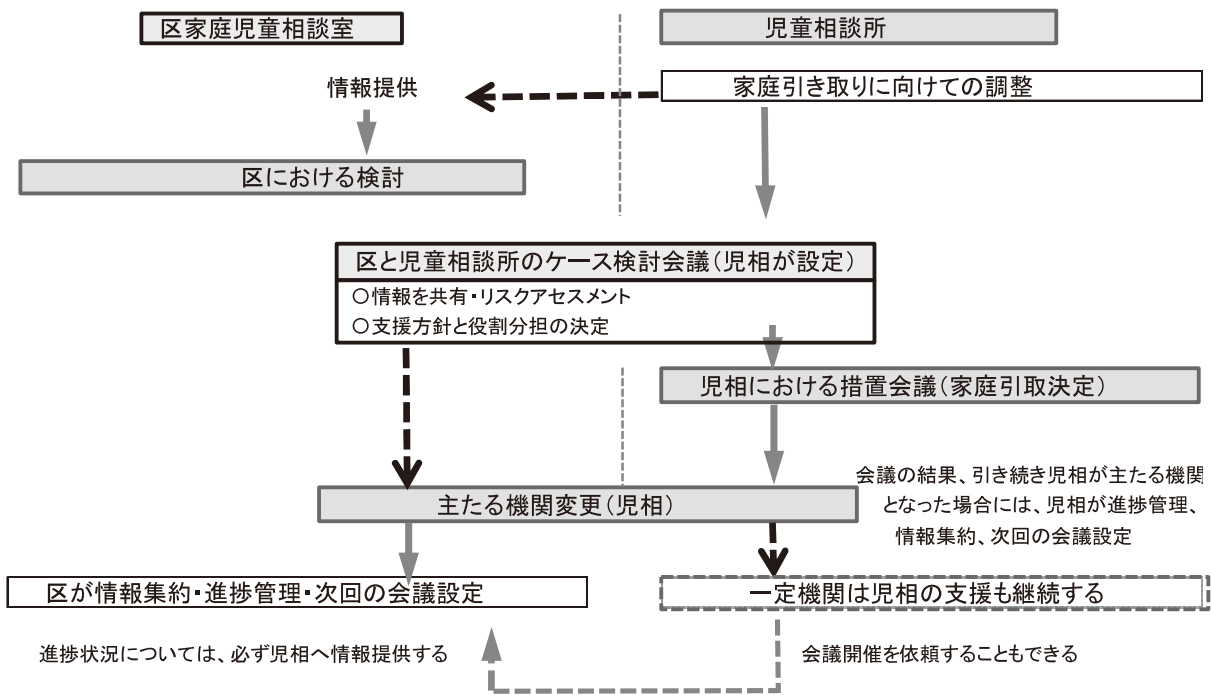 区家庭児童相談室
児童相談所
家庭引き取りに向けての調整
情報提供
区における検討
区と児童相談所のケース検討会議(児相が設定)
○情報を共有・リスクアセスメント
○支援方針と役割分担の決定
児相における措置会議(家庭引取決定)
会議の結果、引き続き児相が主たる機関
となった場合には、児相が進捗管理、
情報集約、次回の会議設定
主たる機関変更(児相)
区が情報集約・進捗管理・次回の会議設定
一定機関は児相の支援も継続する
進捗状況については、必ず児相へ情報提供する
会議開催を依頼することもできる